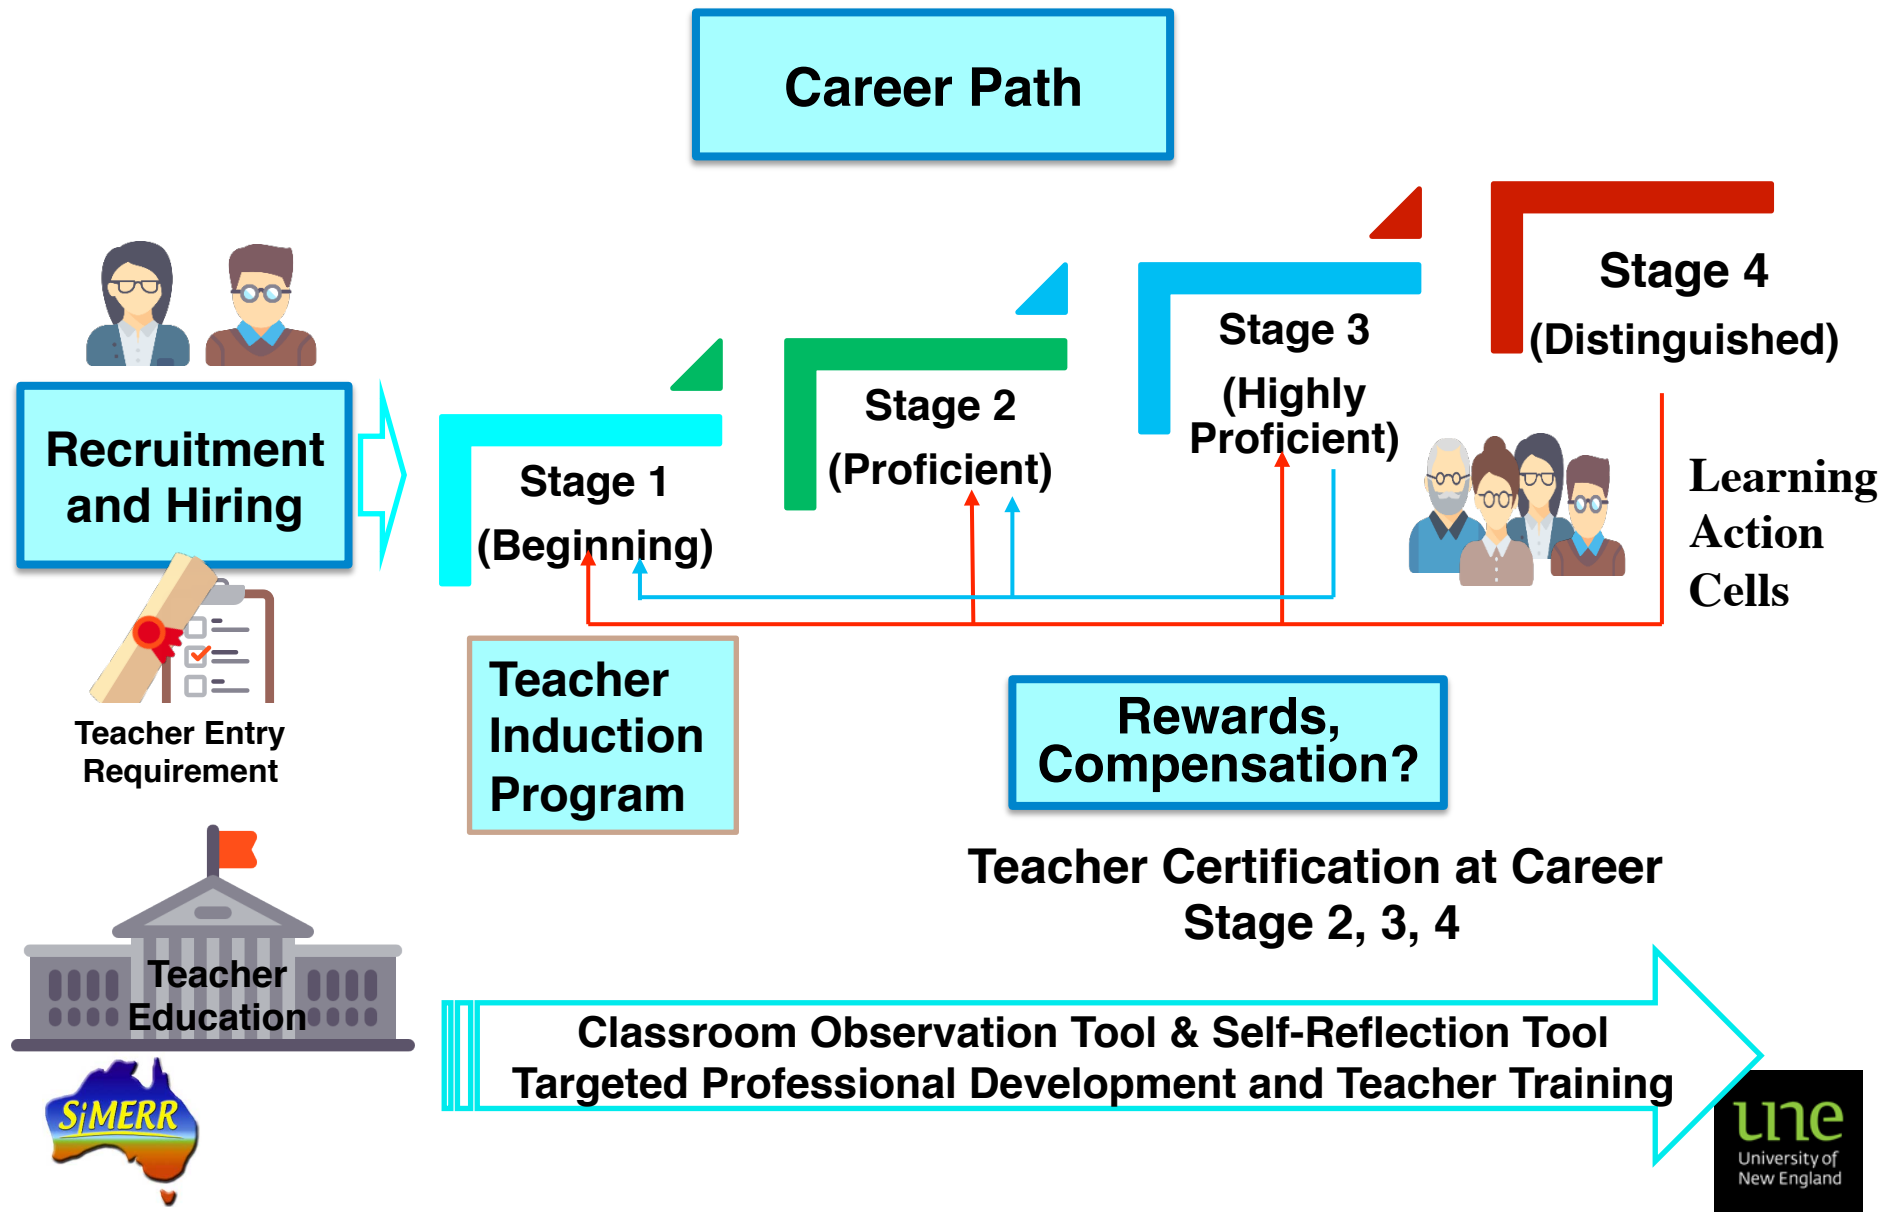 Career Path
Recruitment
and Hiring
Stage 1
(Beginning)
Stage 2
(Proficient)
Stage 3
(Highly
Proficient)
Stage 4
(Distinguished)
Learning
Action
Cells
Teacher Entry
Requirement
Teacher
Induction
Program
Rewards,
Compensation?
Teacher Certification at Career
Stage 2, 3, 4
Teacher
Education
Classroom Observation Tool & Self-Reflection Tool
Targeted Professional Development and Teacher Training
SiMERR
une
University of
New England